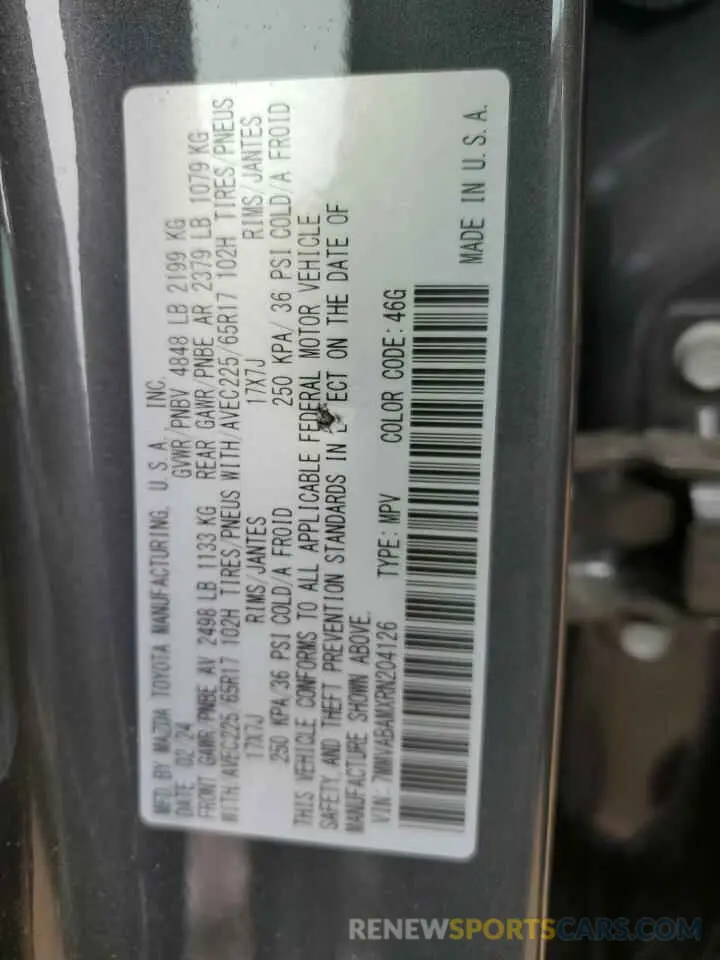 MFD BY MAZDA TOYOTA MANUFACTURING, U.S.A. INC.
DATE 02 24 GVWR/PNBV 4848 LB 2199 KG
FRONT GAWR/PNBE AV 2498 LB 1133 KG REAR GAWR/PNBE AR 2379 LB 1079 KG
WITH/AVEC225 65R17 102H TIRES/PNEUS WITH/AVEC225/65R17 102H TIRES/PNEUS
17X7J RIMS/JANTES 17X7J RIMS/JANTES
250 KPA/36 PSI COLD/A FROID 250 KPA/ 36 PSI COLD/A FROID
THIS VEHICLE CONFORMS TO ALL APPLICABLE FEDERAL MOTOR VEHICLE
SAFETY AND THEFT PREVENTION STANDARDS IN ECT ON THE DATE OF
MANUFACTURE SHOWN ABOVE.
VIN: 7MMVABAMXRN204126 TYPE: MPV COLOR CODE: 46G
MADE IN U.S.A.
RENEWSPORTSCARS.COM